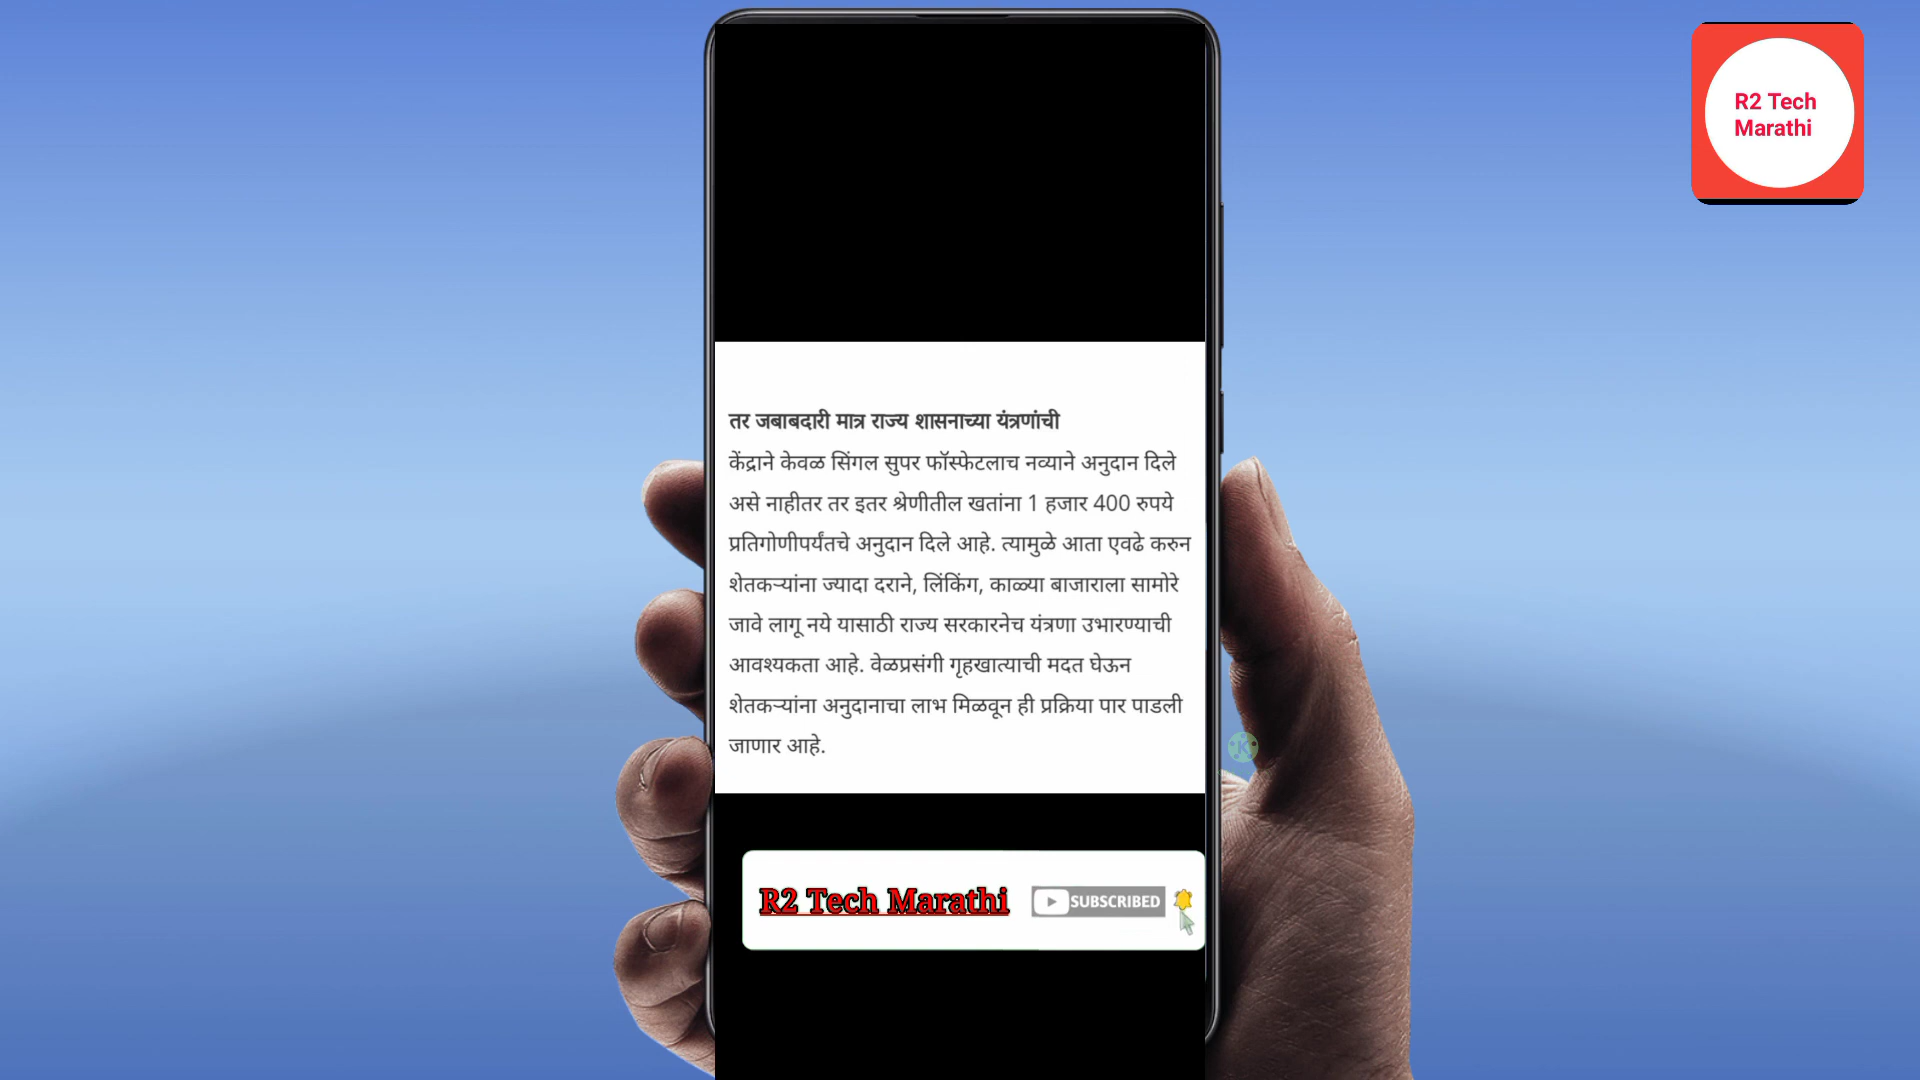 R2 Tech
Marathi
तर जबाबदारी मात्र राज्य शासनाच्या यंत्रणांची
केंद्राने केवळ सिंगल सुपर फॉस्फेटलाच नव्याने अनुदान दिले
असे नाहीतर तर इतर श्रेणीतील खतांना 1 हजार 400 रुपये
प्रतिगोणीपर्यंतचे अनुदान दिले आहे. त्यामुळे आता एवढे करुन
शेतकऱ्यांना ज्यादा दराने, लिंकिंग, काळ्या बाजाराला सामोरे
जावे लागू नये यासाठी राज्य सरकारनेच यंत्रणा उभारण्याची
आवश्यकता आहे. वेळप्रसंगी गृहखात्याची मदत घेऊन
शेतकऱ्यांना अनुदानाचा लाभ मिळवून ही प्रक्रिया पार पाडली
जाणार आहे.
K
R2 Tech Marathi SUBSCRIBED